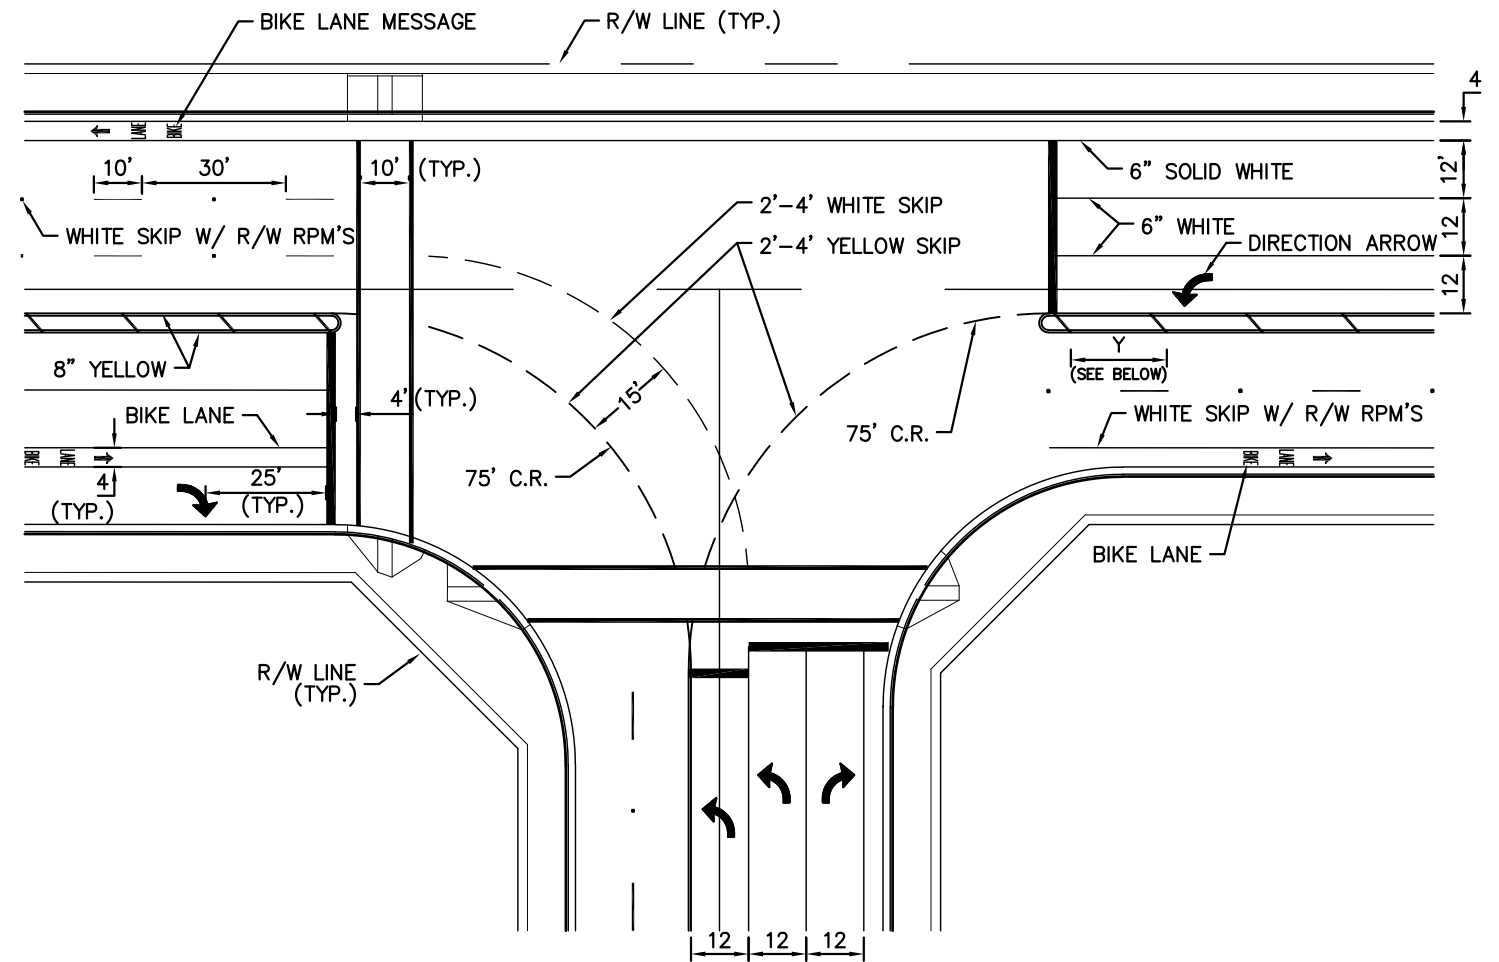 BIKE LANE MESSAGE
R/W LINE (TYP.)
4
LANE
BIKE
10'
30'
10' (TYP.)
6" SOLID WHITE
12'
2'-4' WHITE SKIP
WHITE SKIP W/ R/W RPM'S
6" WHITE
12
2'-4' YELLOW SKIP
DIRECTION ARROW
12
Y
(SEE BELOW)
8" YELLOW
15'
4' (TYP.)
BIKE LANE
WHITE SKIP W/ R/W RPM'S
75' C.R.
BIKE
LANE
BIKE
LANE
75' C.R.
25'
(TYP.)
4
(TYP.)
BIKE LANE
R/W LINE
(TYP.)
12
12
12